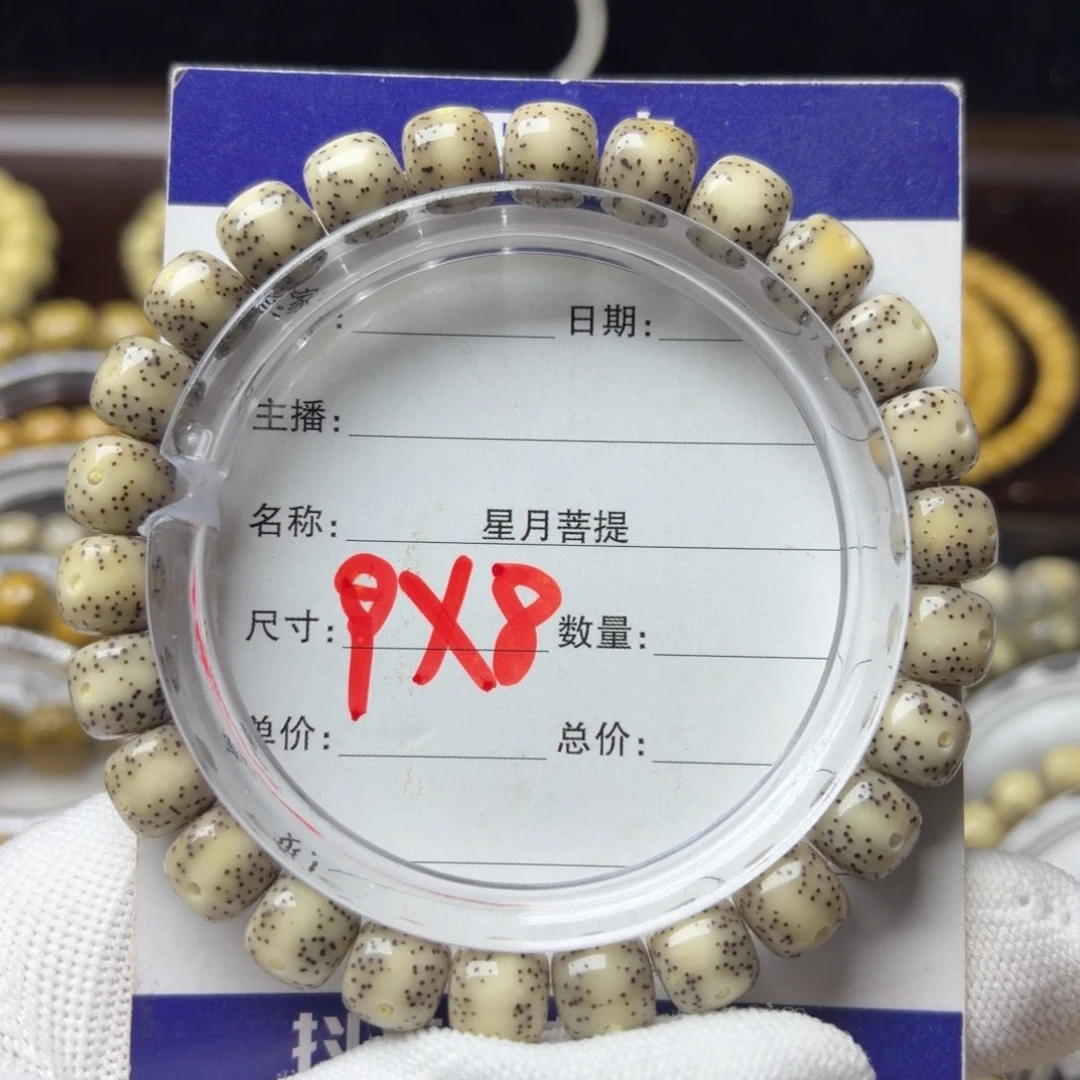 日期:
主播:
名称: 星月菩提
尺寸: 9X8 数量:
单价: 总价:
抖